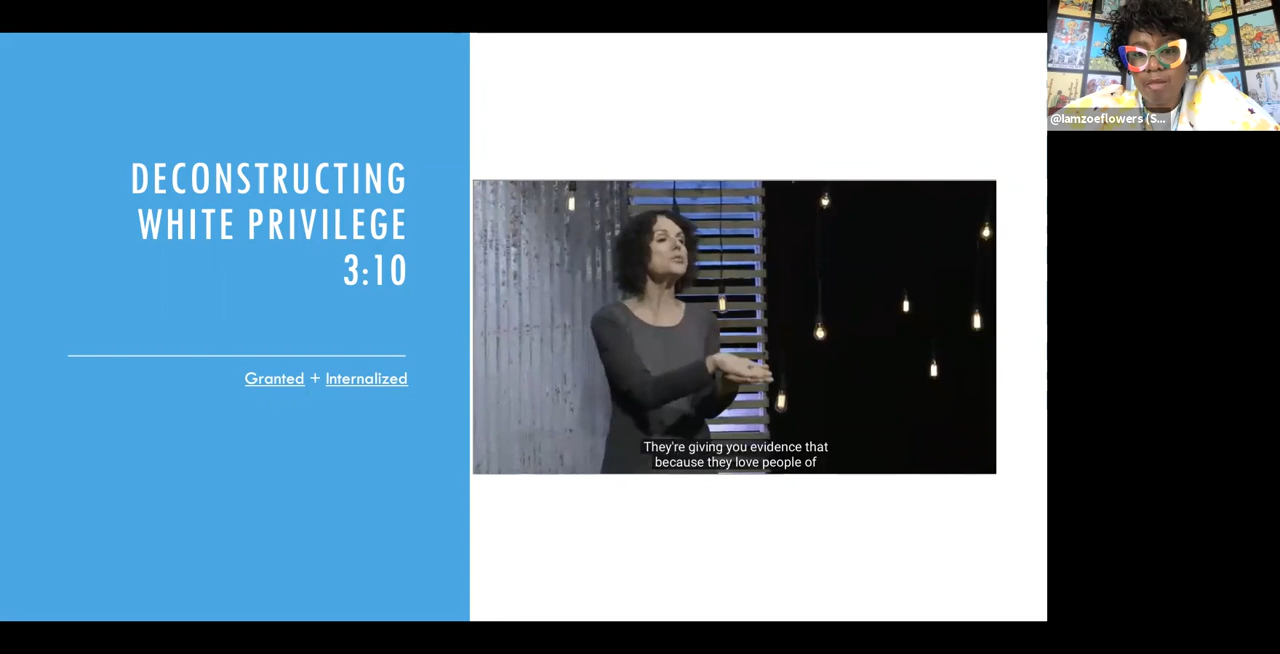 DECONSTRUCTING
WHITE PRIVILEGE
3:10
Granted + Internalized
They're giving you evidence that
because they love people of
@Iamzoeflowers (S...